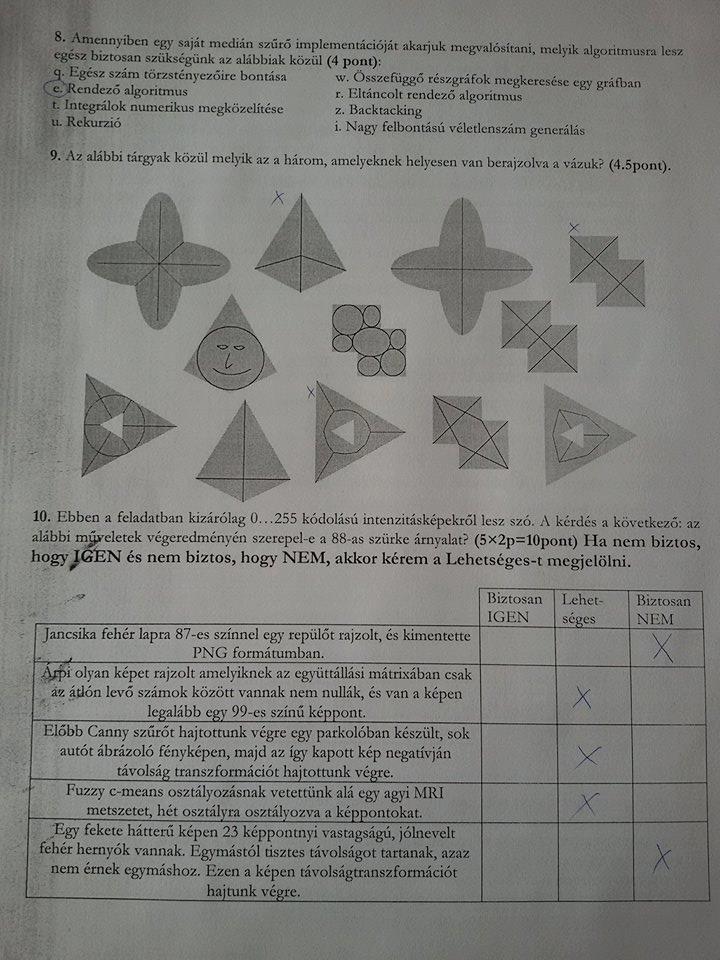 8. Amennyiben egy saját medián szűrő implementációját akarjuk megvalósítani, melyik algoritmusra lesz
egész biztosan szükségünk az alábbiak közül (4 pont):
q. Egész szám törzstényezőire bontása
w. Összefüggő részgráfok megkeresése egy gráfban
e. Rendező algoritmus
r. Eltáncolt rendező algoritmus
t. Integrálok numerikus megközelítése
z. Backtacking
u. Rekurzió
i. Nagy felbontású véletlenszám generálás
9. Az alábbi tárgyak közül melyik az a három, amelyeknek helyesen van berajzolva a vázuk? (4.5pont).
X
X
X
10. Ebben a feladatban kizárólag 0…255 kódolású intenzitásképekről lesz szó. A kérdés a következő: az
alábbi műveletek végeredményén szerepel-e a 88-as szürke árnyalat? (5×2p=10pont) Ha nem biztos,
hogy IGEN és nem biztos, hogy NEM, akkor kérem a Lehetséges-t megjelölni.
Biztosan
IGEN
Lehet-
séges
Biztosan
NEM
Jancsika fehér lapra 87-es színnel egy repülőt rajzolt, és kimentette
PNG formátumban.
X
Árpi olyan képet rajzolt amelyiknek az együttállási mátrixában csak
az átlón levő számok között vannak nem nullák, és van a képen
legalább egy 99-es színű képpont.
X
Előbb Canny szűrőt hajtottunk végre egy parkolóban készült, sok
autót ábrázoló fényképen, majd az így kapott kép negatívján
távolság transzformációt hajtottunk végre.
X
Fuzzy c-means osztályozásnak vetettünk alá egy agyi MRI
metszetet, hét osztályra osztályozva a képpontokat.
X
Egy fekete hátterű képen 23 képpontnyi vastagságú, jólnevelt
fehér hernyók vannak. Egymástól tisztes távolságot tartanak, azaz
nem érnek egymáshoz. Ezen a képen távolságtranszformációt
hajtunk végre.
X